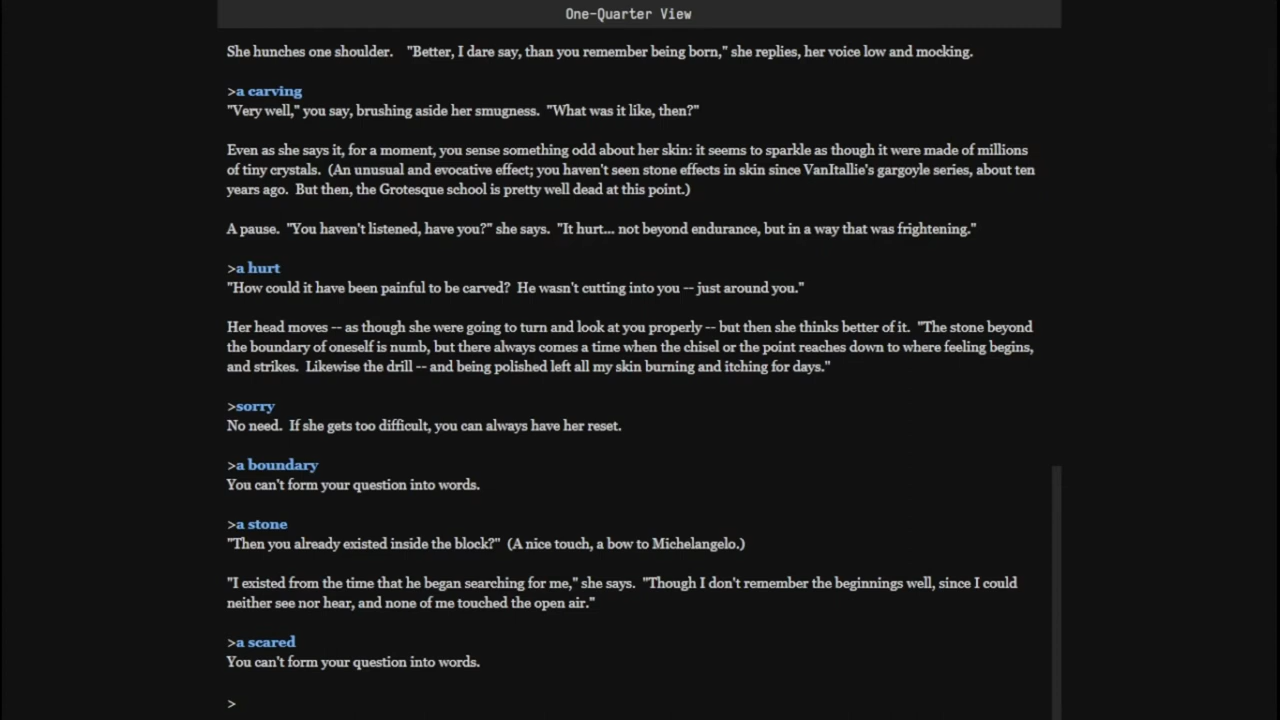 One-Quarter View
She hunches one shoulder.   "Better, I dare say, than you remember being born," she replies, her voice low and mocking.
>a carving
"Very well," you say, brushing aside her smugness.  "What was it like, then?"
Even as she says it, for a moment, you sense something odd about her skin: it seems to sparkle as though it were made of millions
of tiny crystals.  (An unusual and evocative effect; you haven't seen stone effects in skin since VanItallie's gargoyle series, about ten
years ago.  But then, the Grotesque school is pretty well dead at this point.)
A pause.  "You haven't listened, have you?" she says.  "It hurt... not beyond endurance, but in a way that was frightening."
>a hurt
"How could it have been painful to be carved?  He wasn't cutting into you -- just around you."
Her head moves -- as though she were going to turn and look at you properly -- but then she thinks better of it.  "The stone beyond
the boundary of oneself is numb, but there always comes a time when the chisel or the point reaches down to where feeling begins,
and strikes.  Likewise the drill -- and being polished left all my skin burning and itching for days."
>sorry
No need.  If she gets too difficult, you can always have her reset.
>a boundary
You can't form your question into words.
>a stone
"Then you already existed inside the block?"  (A nice touch, a bow to Michelangelo.)
"I existed from the time that he began searching for me," she says.  "Though I don't remember the beginnings well, since I could
neither see nor hear, and none of me touched the open air."
>a scared
You can't form your question into words.
>